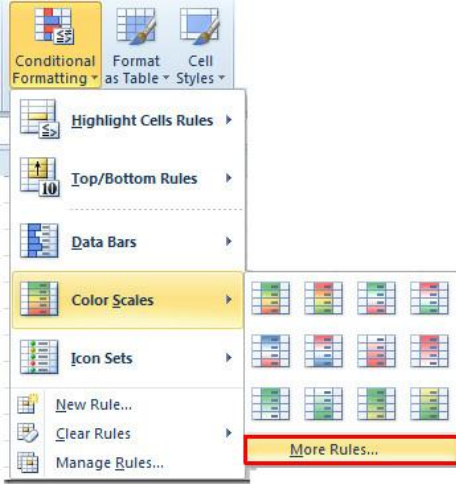 Conditional Formatting
Format as Table
Cell Styles
Highlight Cells Rules
10
Top/Bottom Rules
Data Bars
Color Scales
Icon Sets
New Rule...
Clear Rules
Manage Rules...
More Rules...